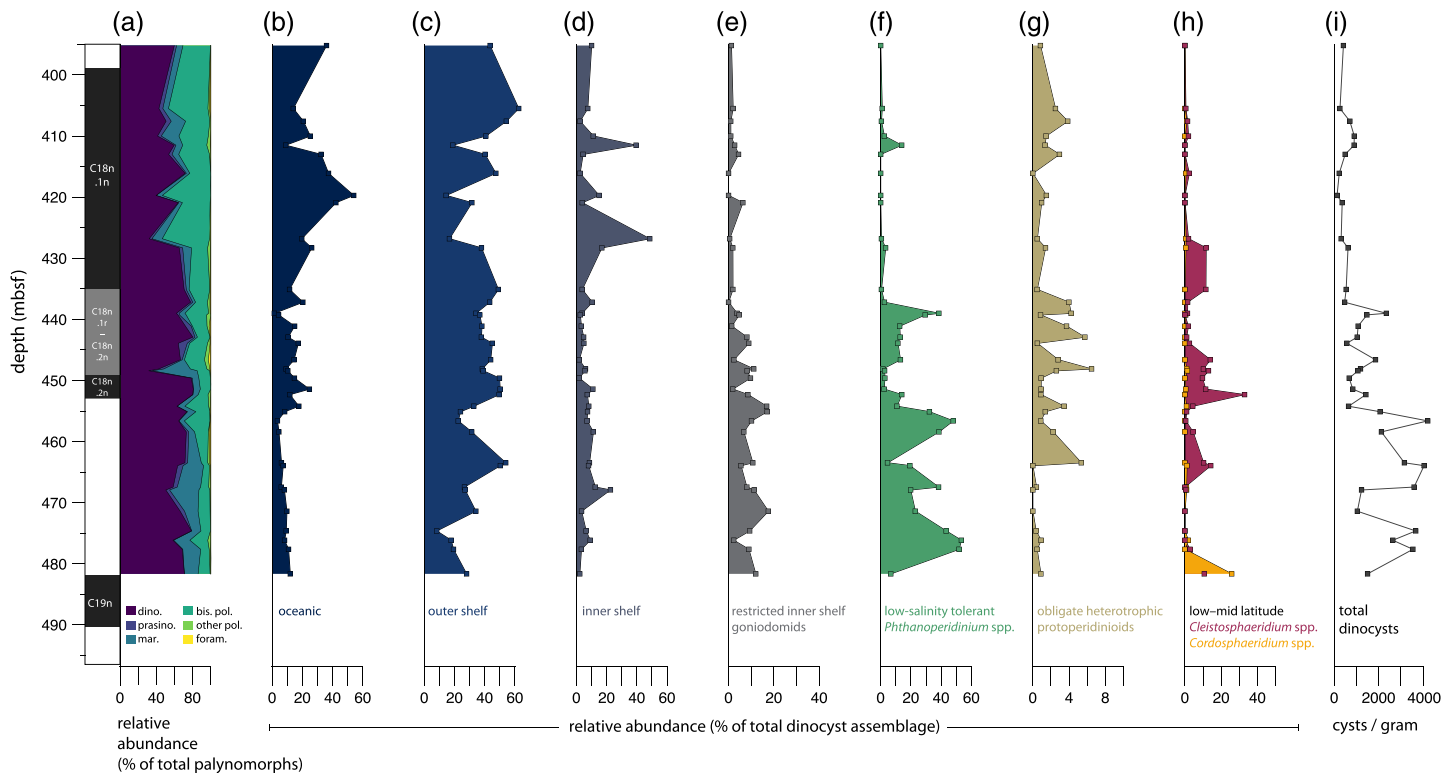 (a) (b) (c) (d) (e) (f) (g) (h) (i)
depth (mbsf)
400
410
420
430
440
450
460
470
480
490
C18n
.1n
C18n
.1r
–
C18n
.2n
C18n
.2n
C19n
dino.
prasino.
mar.
bis. pol.
other pol.
foram.
oceanic
outer shelf
inner shelf
restricted inner shelf
goniodomids
low-salinity tolerant
Phthanoperidinium spp.
obligate heterotrophic
protoperidinioids
low–mid latitude
Cleistosphaeridium spp.
Cordosphaeridium spp.
total
dinocysts
0 40 80
0 20 40 60
0 20 40 60
0 20 40 60
0 20 40
0 20 40 60
0 4 8
0 20 40
0 2000 4000
relative
abundance
(% of total palynomorphs)
relative abundance (% of total dinocyst assemblage)
cysts / gram